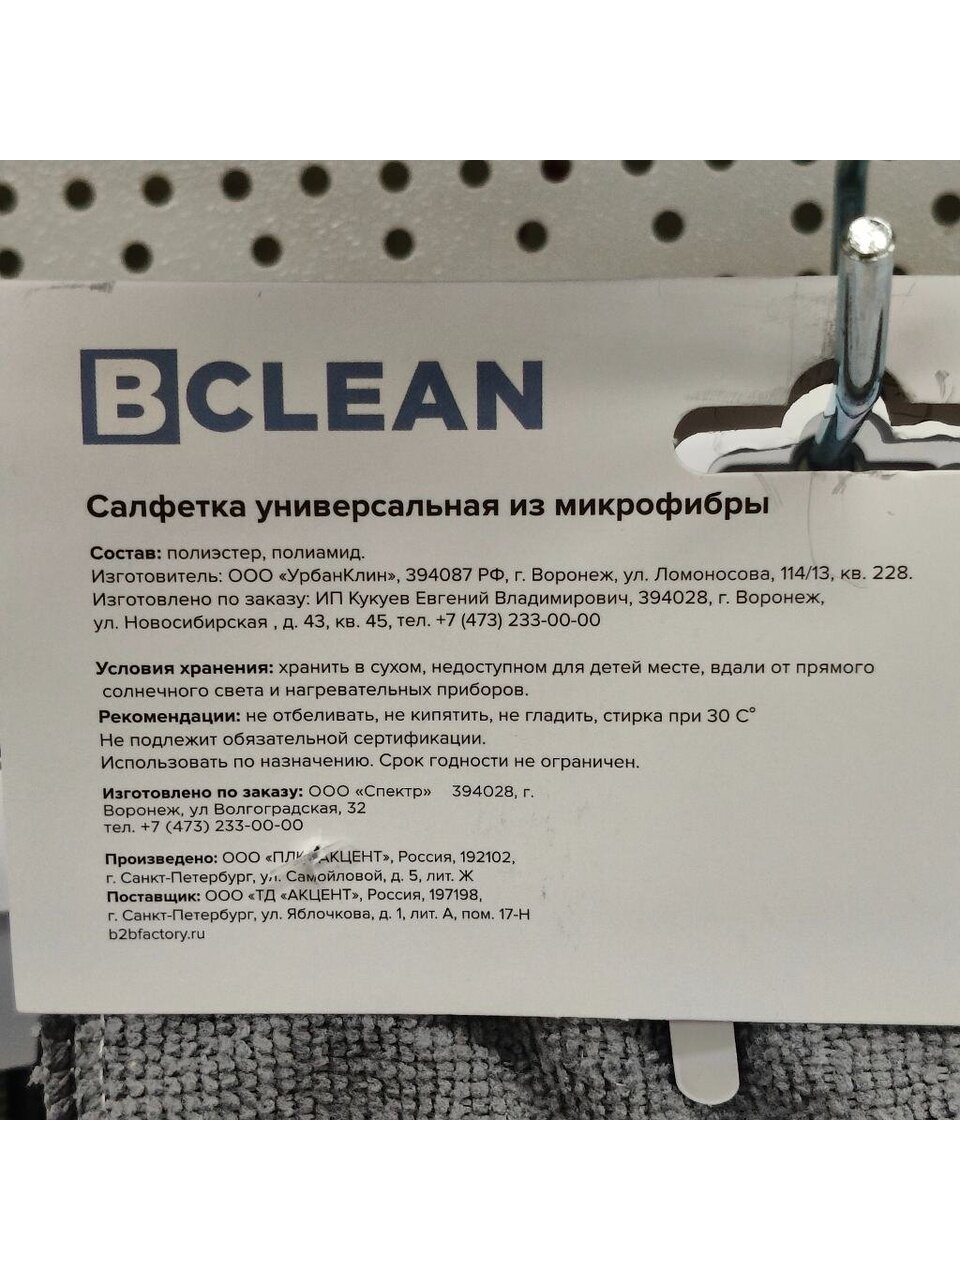 BCLEAN
Салфетка универсальная из микрофибры
Состав: полиэстер, полиамид.
Изготовитель: ООО «УрбанКлин», 394087 РФ, г. Воронеж, ул. Ломоносова, 114/13, кв. 228.
Изготовлено по заказу: ИП Кукуев Евгений Владимирович, 394028, г. Воронеж,
ул. Новосибирская , д. 43, кв. 45, тел. +7 (473) 233-00-00
Условия хранения: хранить в сухом, недоступном для детей месте, вдали от прямого
солнечного света и нагревательных приборов.
Рекомендации: не отбеливать, не кипятить, не гладить, стирка при 30 С°
Не подлежит обязательной сертификации.
Использовать по назначению. Срок годности не ограничен.
Изготовлено по заказу: ООО «Спектр» 394028, г.
Воронеж, ул Волгоградская, 32
тел. +7 (473) 233-00-00
Произведено: ООО «ПЛК АКЦЕНТ», Россия, 192102,
г. Санкт-Петербург, ул. Самойловой, д. 5, лит. Ж
Поставщик: ООО «ТД «АКЦЕНТ», Россия, 197198,
г. Санкт-Петербург, ул. Яблочкова, д. 1, лит. А, пом. 17-Н
b2bfactory.ru